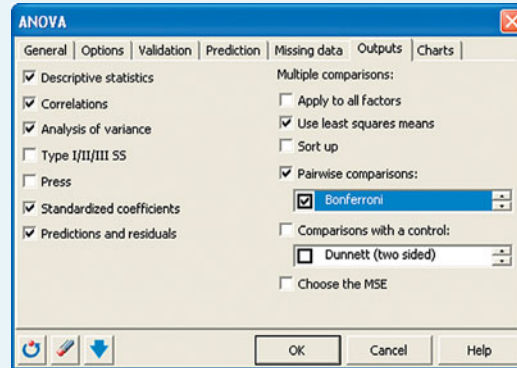 ANOVA
General Options Validation Prediction Missing data Outputs Charts
Descriptive statistics
Correlations
Analysis of variance
Type I/II/III SS
Press
Standardized coefficients
Predictions and residuals
Multiple comparisons:
Apply to all factors
Use least squares means
Sort up
Pairwise comparisons:
Bonferroni
Comparisons with a control:
Dunnett (two sided)
Choose the MSE
OK Cancel Help